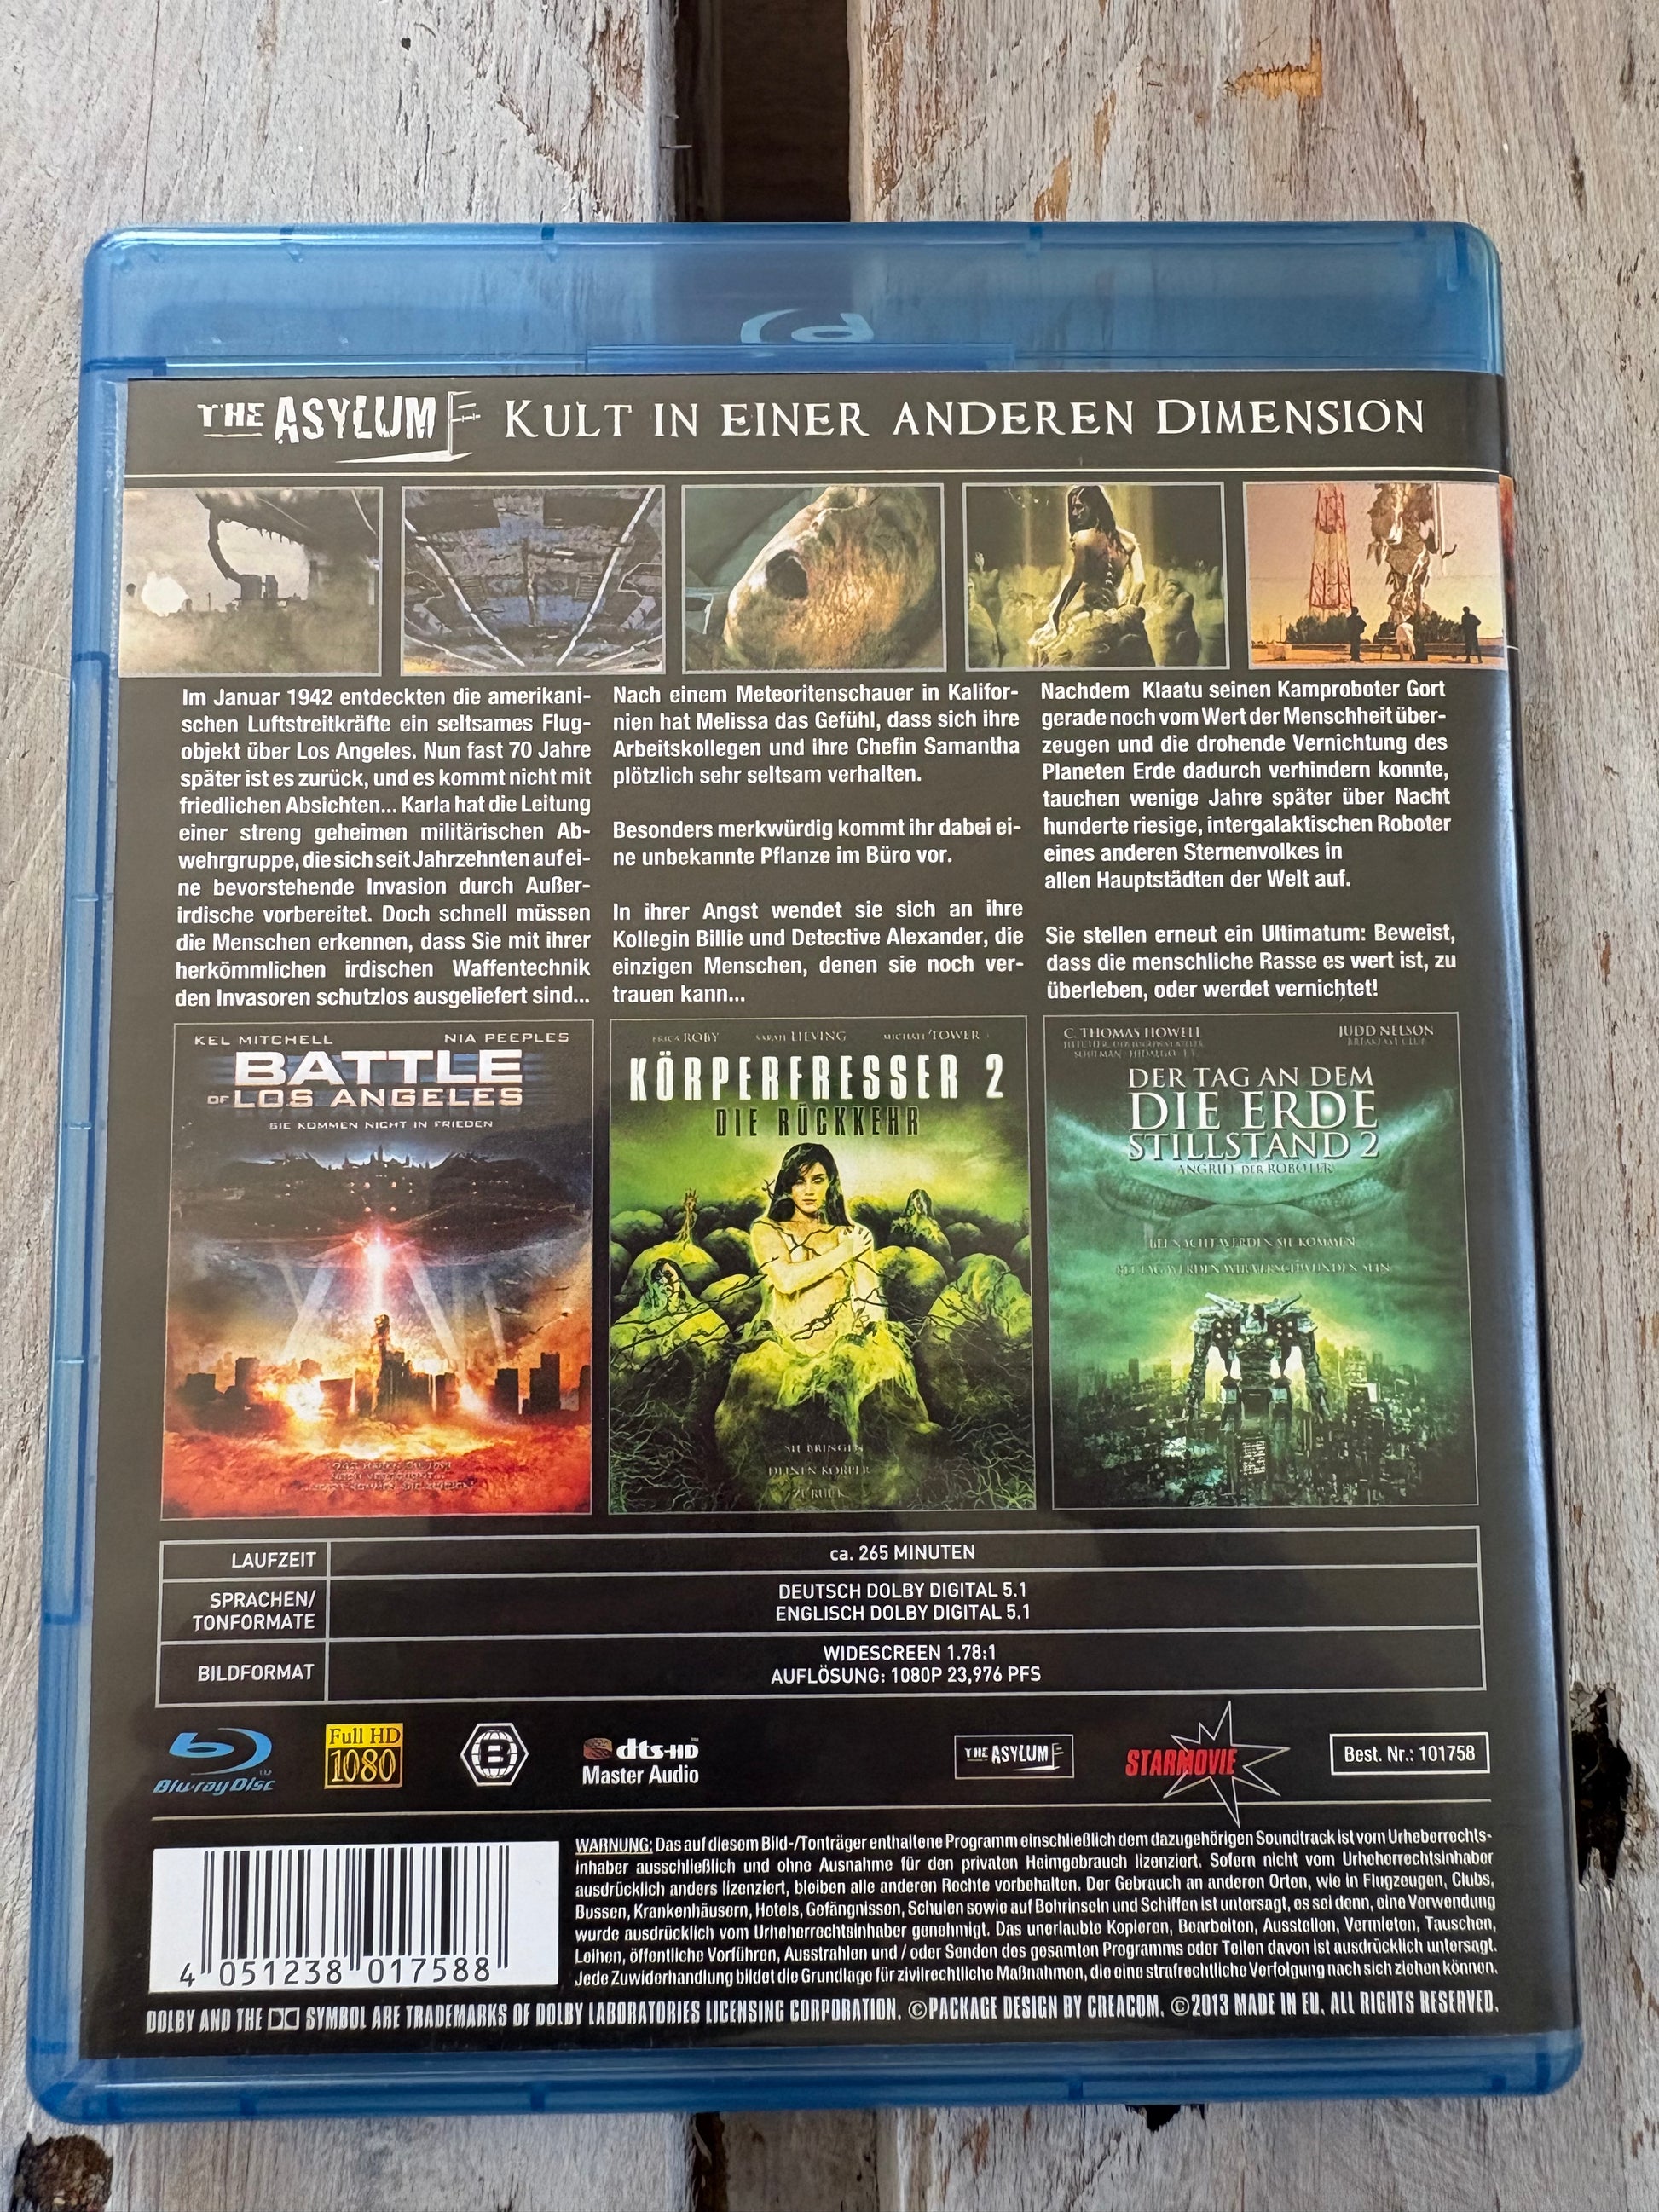 THE ASYLUM KULT IN EINER ANDEREN DIMENSION
Im Januar 1942 entdeckten die amerikani-
schen Luftstreitkräfte ein seltsames Flug-
objekt über Los Angeles. Nun fast 70 Jahre
später ist es zurück, und es kommt nicht mit
friedlichen Absichten... Karla hat die Leitung
einer streng geheimen militärischen Ab-
wehrgruppe, die sich seit Jahrzehnten auf ei-
ne bevorstehende Invasion durch Außer-
irdische vorbereitet. Doch schnell müssen
die Menschen erkennen, dass Sie mit ihrer
herkömmlichen irdischen Waffentechnik
den Invasoren schutzlos ausgeliefert sind...
Nach einem Meteoritenschauer in Kalifor-
nien hat Melissa das Gefühl, dass sich ihre
Arbeitskollegen und ihre Chefin Samantha
plötzlich sehr seltsam verhalten.
Besonders merkwürdig kommt ihr dabei ei-
ne unbekannte Pflanze im Büro vor.
In ihrer Angst wendet sie sich an ihre
Kollegin Billie und Detective Alexander, die
einzigen Menschen, denen sie noch ver-
trauen kann...
Nachdem Klaatu seinen Kamproboter Gort
gerade noch vom Wert der Menschheit über-
zeugen und die drohende Vernichtung des
Planeten Erde dadurch verhindern konnte,
tauchen wenige Jahre später über Nacht
hunderte riesige, intergalaktischen Roboter
eines anderen Sternenvolkes in
allen Hauptstädten der Welt auf.
Sie stellen erneut ein Ultimatum: Beweist,
dass die menschliche Rasse es wert ist, zu
überleben, oder werdet vernichtet!
KEL MITCHELL NIA PEEPLES
BATTLE
OF LOS ANGELES
SIE KOMMEN NICHT IN FRIEDEN
ERICA ROBY SARAH LIEVING MICHAEL TOWER
KÖRPERFRESSER 2
DIE RÜCKKEHR
SIE BRINGEN
DEINEN KÖRPER
ZURÜCK
C. THOMAS HOWELL JUDD NELSON
BREAKFAST CLUB
DER TAG AN DEM
DIE ERDE
STILLSTAND 2
ANGRIFF DER ROBOTER
BEI NACHT WERDEN SIE KOMMEN
BEI TAG WERDEN WIR VERSCHWUNDEN SEIN
LAUFZEIT ca. 265 MINUTEN
SPRACHEN/ DEUTSCH DOLBY DIGITAL 5.1
TONFORMATE ENGLISCH DOLBY DIGITAL 5.1
BILDFORMAT WIDESCREEN 1.78:1
AUFLÖSUNG: 1080P 23,976 PFS
Blu-ray Disc TM
Full HD
1080
B
dts-HD
Master Audio
THE ASYLUM
STARMOVIE
Best. Nr.: 101758
WARNUNG: Das auf diesem Bild-/Tonträger enthaltene Programm einschließlich dem dazugehörigen Soundtrack ist vom Urheberrechts-
inhaber ausschließlich und ohne Ausnahme für den privaten Heimgebrauch lizenziert. Sofern nicht vom Urheberrechtsinhaber
ausdrücklich anders lizenziert, bleiben alle anderen Rechte vorbehalten. Der Gebrauch an anderen Orten, wie in Flugzeugen, Clubs,
Bussen, Krankenhäusern, Hotels, Gefängnissen, Schulen sowie auf Bohrinseln und Schiffen ist untersagt, es sei denn, eine Verwendung
wurde ausdrücklich vom Urheberrechtsinhaber genehmigt. Das unerlaubte Kopieren, Bearbeiten, Ausstellen, Vermieten, Tauschen,
Leihen, öffentliche Vorführen, Ausstrahlen und / oder Senden des gesamten Programms oder Teilen davon ist ausdrücklich untersagt.
Jede Zuwiderhandlung bildet die Grundlage für zivilrechtliche Maßnahmen, die eine strafrechtliche Verfolgung nach sich ziehen können.
4 051238 017588
DOLBY AND THE SYMBOL ARE TRADEMARKS OF DOLBY LABORATORIES LICENSING CORPORATION. ©PACKAGE DESIGN BY CREACOM. ©2013 MADE IN EU. ALL RIGHTS RESERVED.